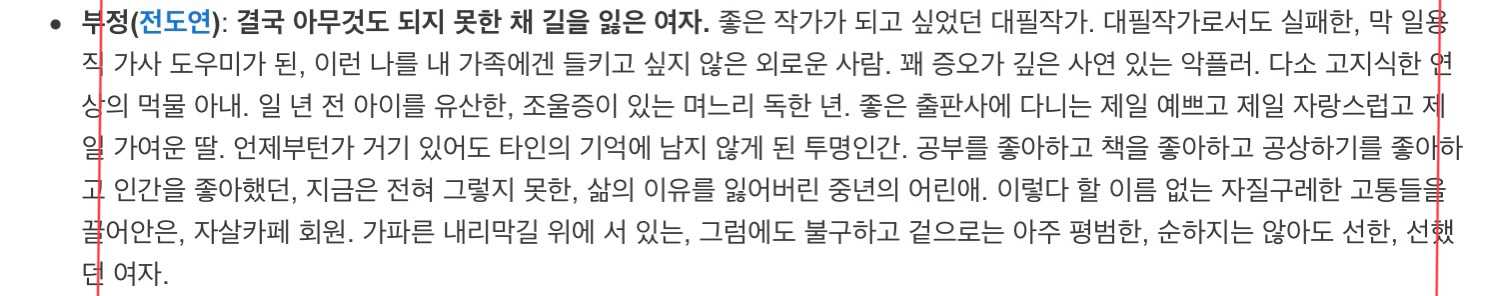 • 부정(전도연): 결국 아무것도 되지 못한 채 길을 잃은 여자. 좋은 작가가 되고 싶었던 대필작가. 대필작가로서도 실패한, 막 일용
직 가사 도우미가 된, 이런 나를 내 가족에겐 들키고 싶지 않은 외로운 사람. 꽤 증오가 깊은 사연 있는 악플러. 다소 고지식한 연
상의 먹물 아내. 일 년 전 아이를 유산한, 조울증이 있는 며느리 독한 년. 좋은 출판사에 다니는 제일 예쁘고 제일 자랑스럽고 제
일 가여운 딸. 언제부턴가 거기 있어도 타인의 기억에 남지 않게 된 투명인간. 공부를 좋아하고 책을 좋아하고 공상하기를 좋아하
고 인간을 좋아했던, 지금은 전혀 그렇지 못한, 삶의 이유를 잃어버린 중년의 어린애. 이렇다 할 이름 없는 자질구레한 고통들을
끌어안은, 자살카페 회원. 가파른 내리막길 위에 서 있는, 그럼에도 불구하고 겉으로는 아주 평범한, 순하지는 않아도 선한, 선했
던 여자.